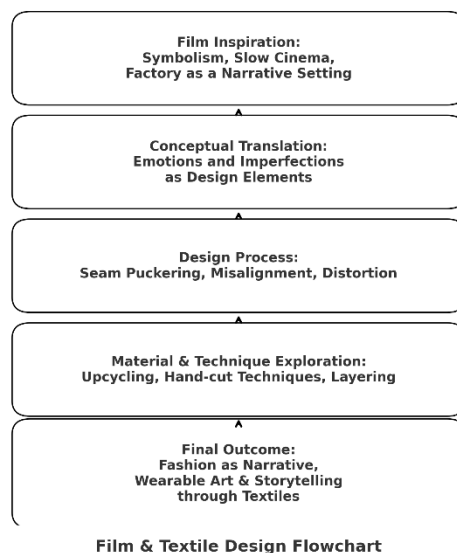 Film Inspiration:
Symbolism, Slow Cinema,
Factory as a Narrative Setting
Conceptual Translation:
Emotions and Imperfections
as Design Elements
Design Process:
Seam Puckering, Misalignment, Distortion
Material & Technique Exploration:
Upcycling, Hand-cut Techniques, Layering
Final Outcome:
Fashion as Narrative,
Wearable Art & Storytelling
through Textiles
Film & Textile Design Flowchart